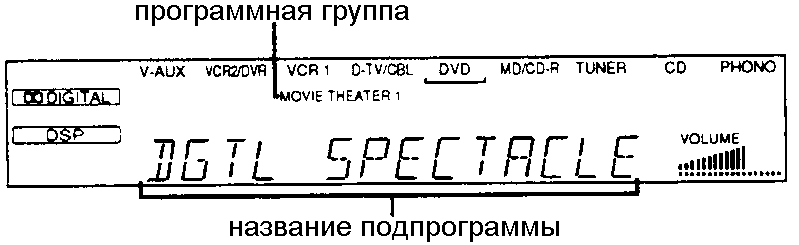 программная группа
V-AUX VCR2/DVR VCR 1 D-TV/CBL DVD MD/CD-R TUNER CD PHONO
DIGITAL
MOVIE THEATER 1
DSP
DGTL SPECTACLE
VOLUME
название подпрограммы